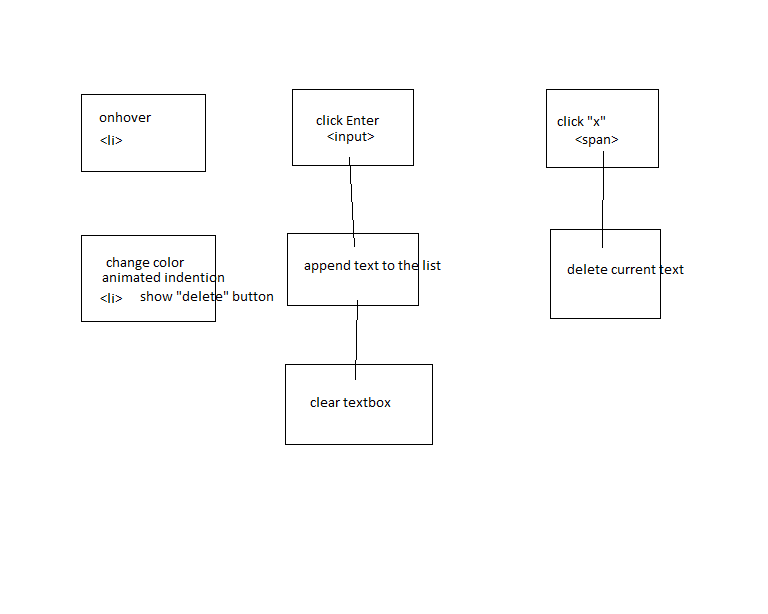 onhover
<li>
click Enter
<input>
click "x"
<span>
change color
animated indention
<li> show "delete" button
append text to the list
delete current text
clear textbox